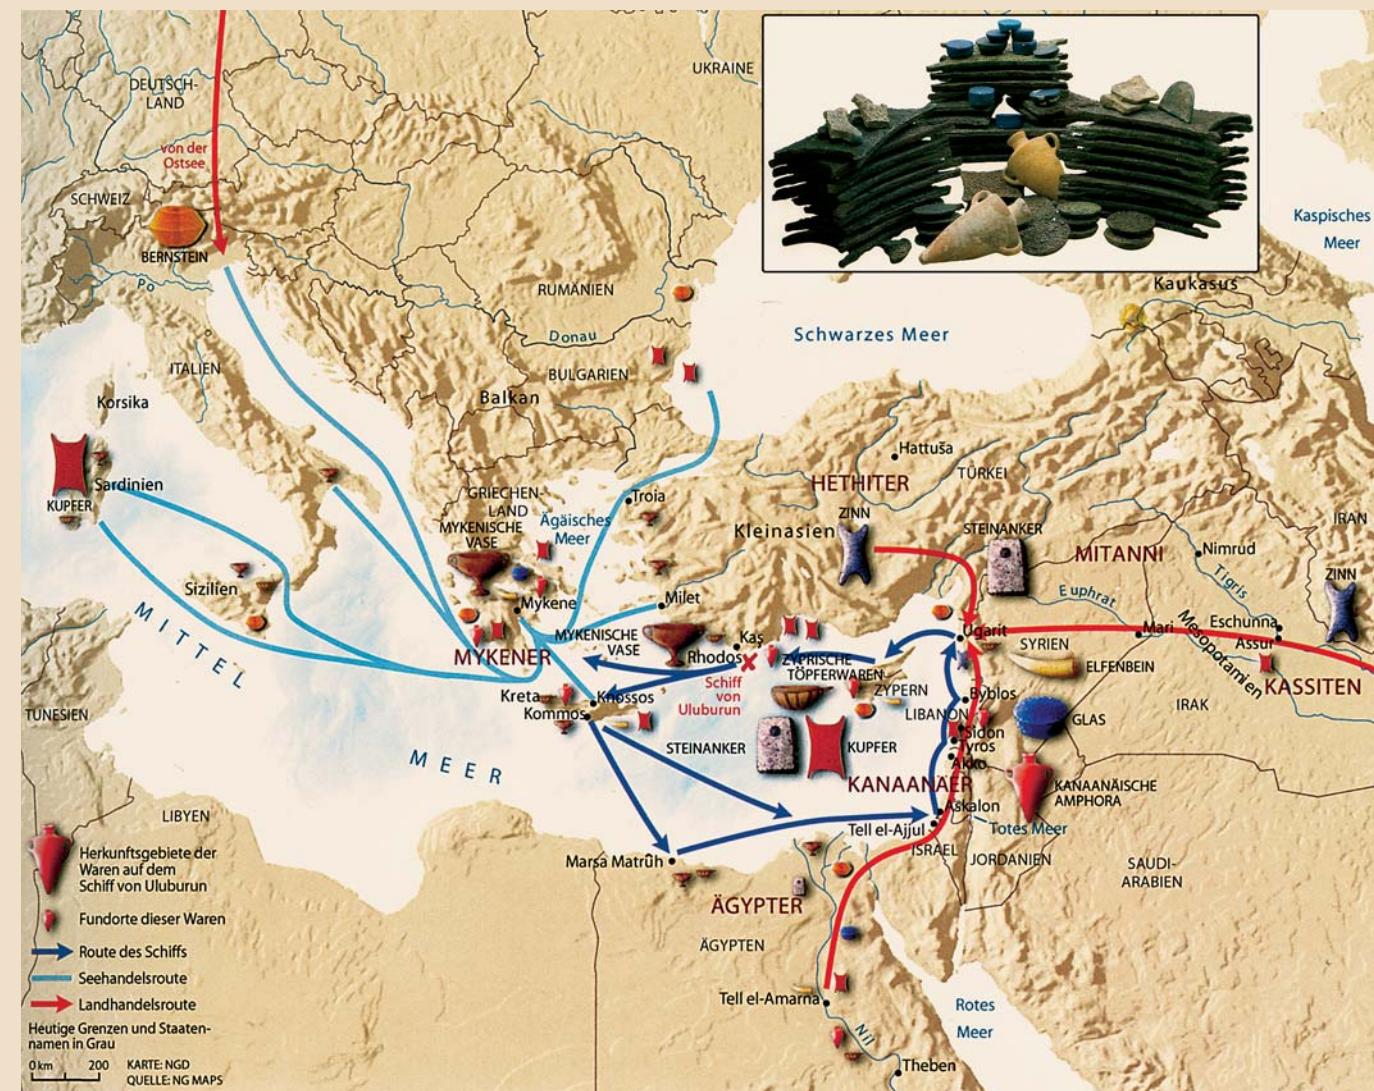 DEUTSCH-
LAND
UKRAINE
von der
Ostsee
SCHWEIZ
BERNSTEIN
Po
Kaspisches
Meer
Kaukasus
RUMÄNIEN
Donau
Schwarzes Meer
ITALIEN
BULGARIEN
Korsika
Balkan
Hattuša
TÜRKEI
HETHITER
Sardinien
KUPFER
GRIECHEN-
LAND
MYKENISCHE
VASE
Ägäisches
Meer
Troia
Kleinasien
ZINN
STEINANKER
IRAN
MITANNI
Nimrud
Tigris
ZINN
Sizilien
Mykene
Milet
Euphrat
Eschunna
Assur
MITTEL
MEER
MYKENISCHE
VASE
Kaş
Rhodos
Ugarit
Mari
Mesopotamien
MYKENER
ZYPRISCHE
TÖPFERWAREN
SYRIEN
ELFENBEIN
KASSITEN
Schiff
von
Uluburun
ZYPERN
Kreta
Knossos
Kommos
Byblos
LIBANON
GLAS
IRAK
TUNESIEN
STEINANKER
KUPFER
Sidon
Tyros
Akko
KANAANÄER
KANAANÄISCHE
AMPHORA
LIBYEN
Askalon
Tell el-Ajjul
Totes Meer
ISRAEL
JORDANIEN
SAUDI-
ARABIEN
Marsa Matrûh
ÄGYPTER
ÄGYPTEN
Tell el-Amarna
Nil
Rotes
Meer
Theben
Herkunftsgebiete der
Waren auf dem
Schiff von Uluburun
Fundorte dieser Waren
Route des Schiffs
Seehandelsroute
Landhandelsroute
Heutige Grenzen und Staaten-
namen in Grau
0 km 200
KARTE: NGD
QUELLE: NG MAPS